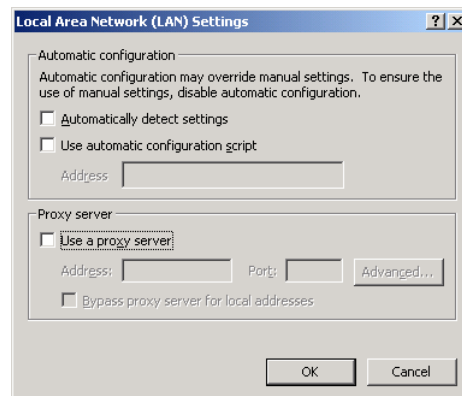 Local Area Network (LAN) Settings
Automatic configuration
Automatic configuration may override manual settings. To ensure the
use of manual settings, disable automatic configuration.
Automatically detect settings
Use automatic configuration script
Address
Proxy server
Use a proxy server
Address: Port: Advanced...
Bypass proxy server for local addresses
OK Cancel